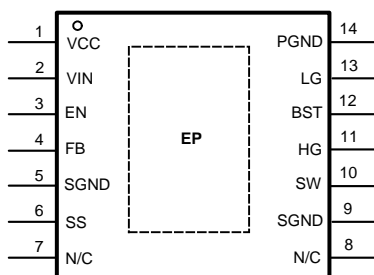 1 VCC
2 VIN
3 EN
4 FB
5 SGND
6 SS
7 N/C
EP
14 PGND
13 LG
12 BST
11 HG
10 SW
9 SGND
8 N/C